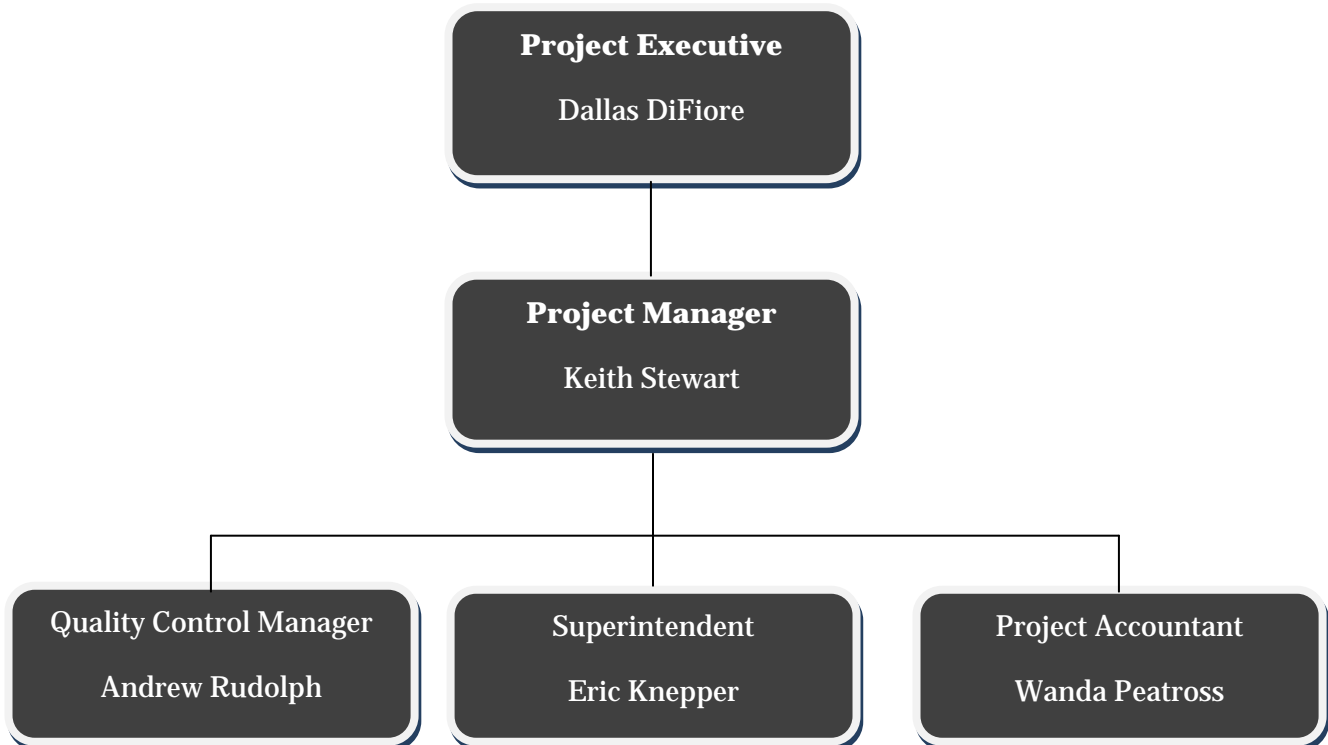 Project Executive
Dallas DiFiore
Project Manager
Keith Stewart
Quality Control Manager
Andrew Rudolph
Superintendent
Eric Knepper
Project Accountant
Wanda Peatross